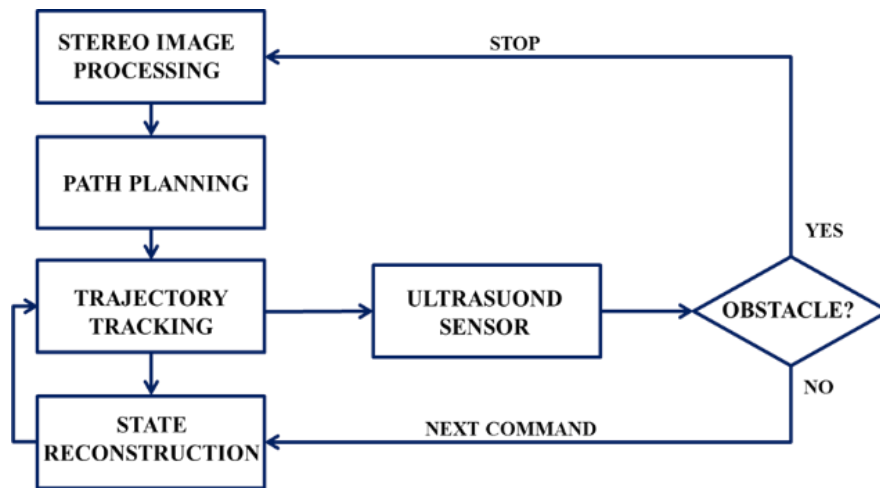 STEREO IMAGE
PROCESSING
STOP
PATH PLANNING
YES
TRAJECTORY
TRACKING
ULTRASUOND
SENSOR
OBSTACLE?
NO
STATE
RECONSTRUCTION
NEXT COMMAND